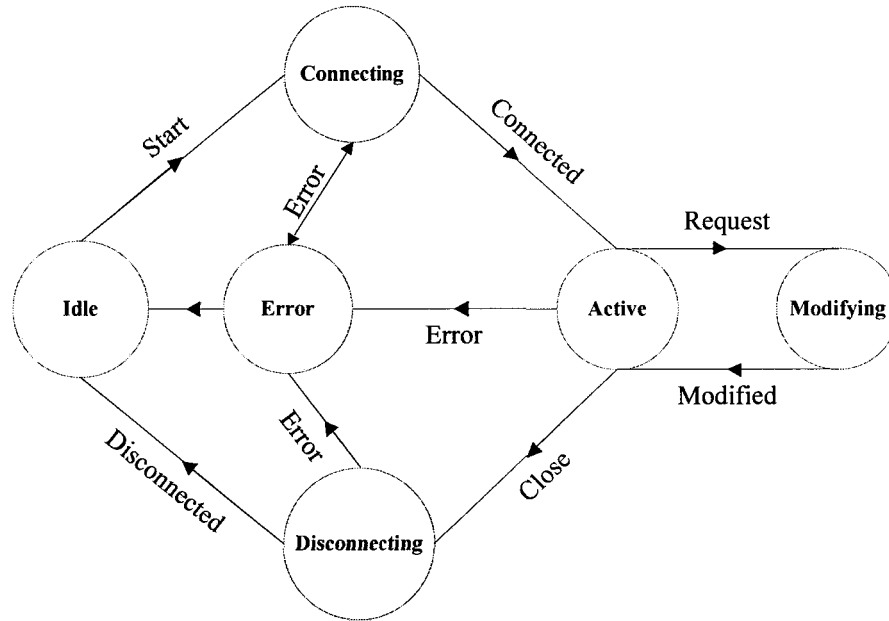 Connecting
Start
Connected
Error
Request
Idle
Error
Active
Modifying
Error
Modified
Error
Disconnected
Close
Disconnecting